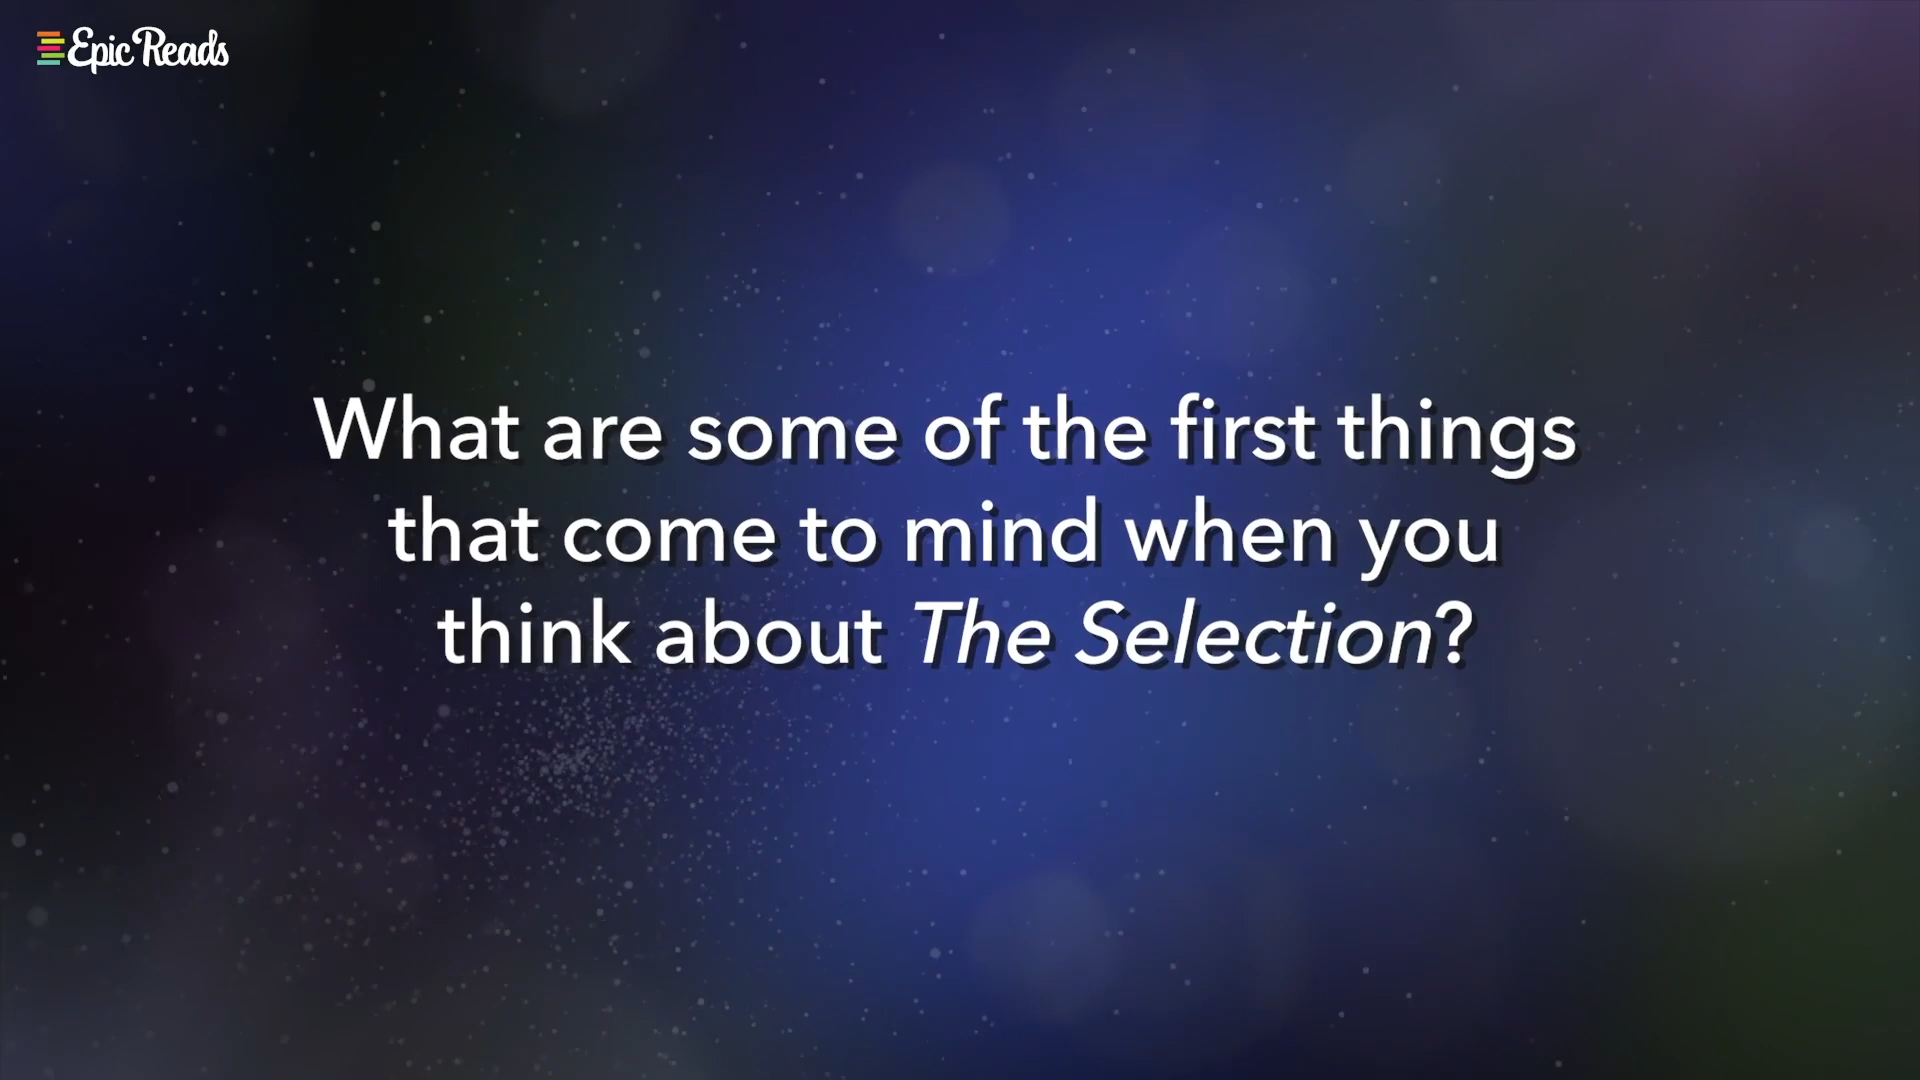 Epic Reads
What are some of the first things
that come to mind when you
think about The Selection?